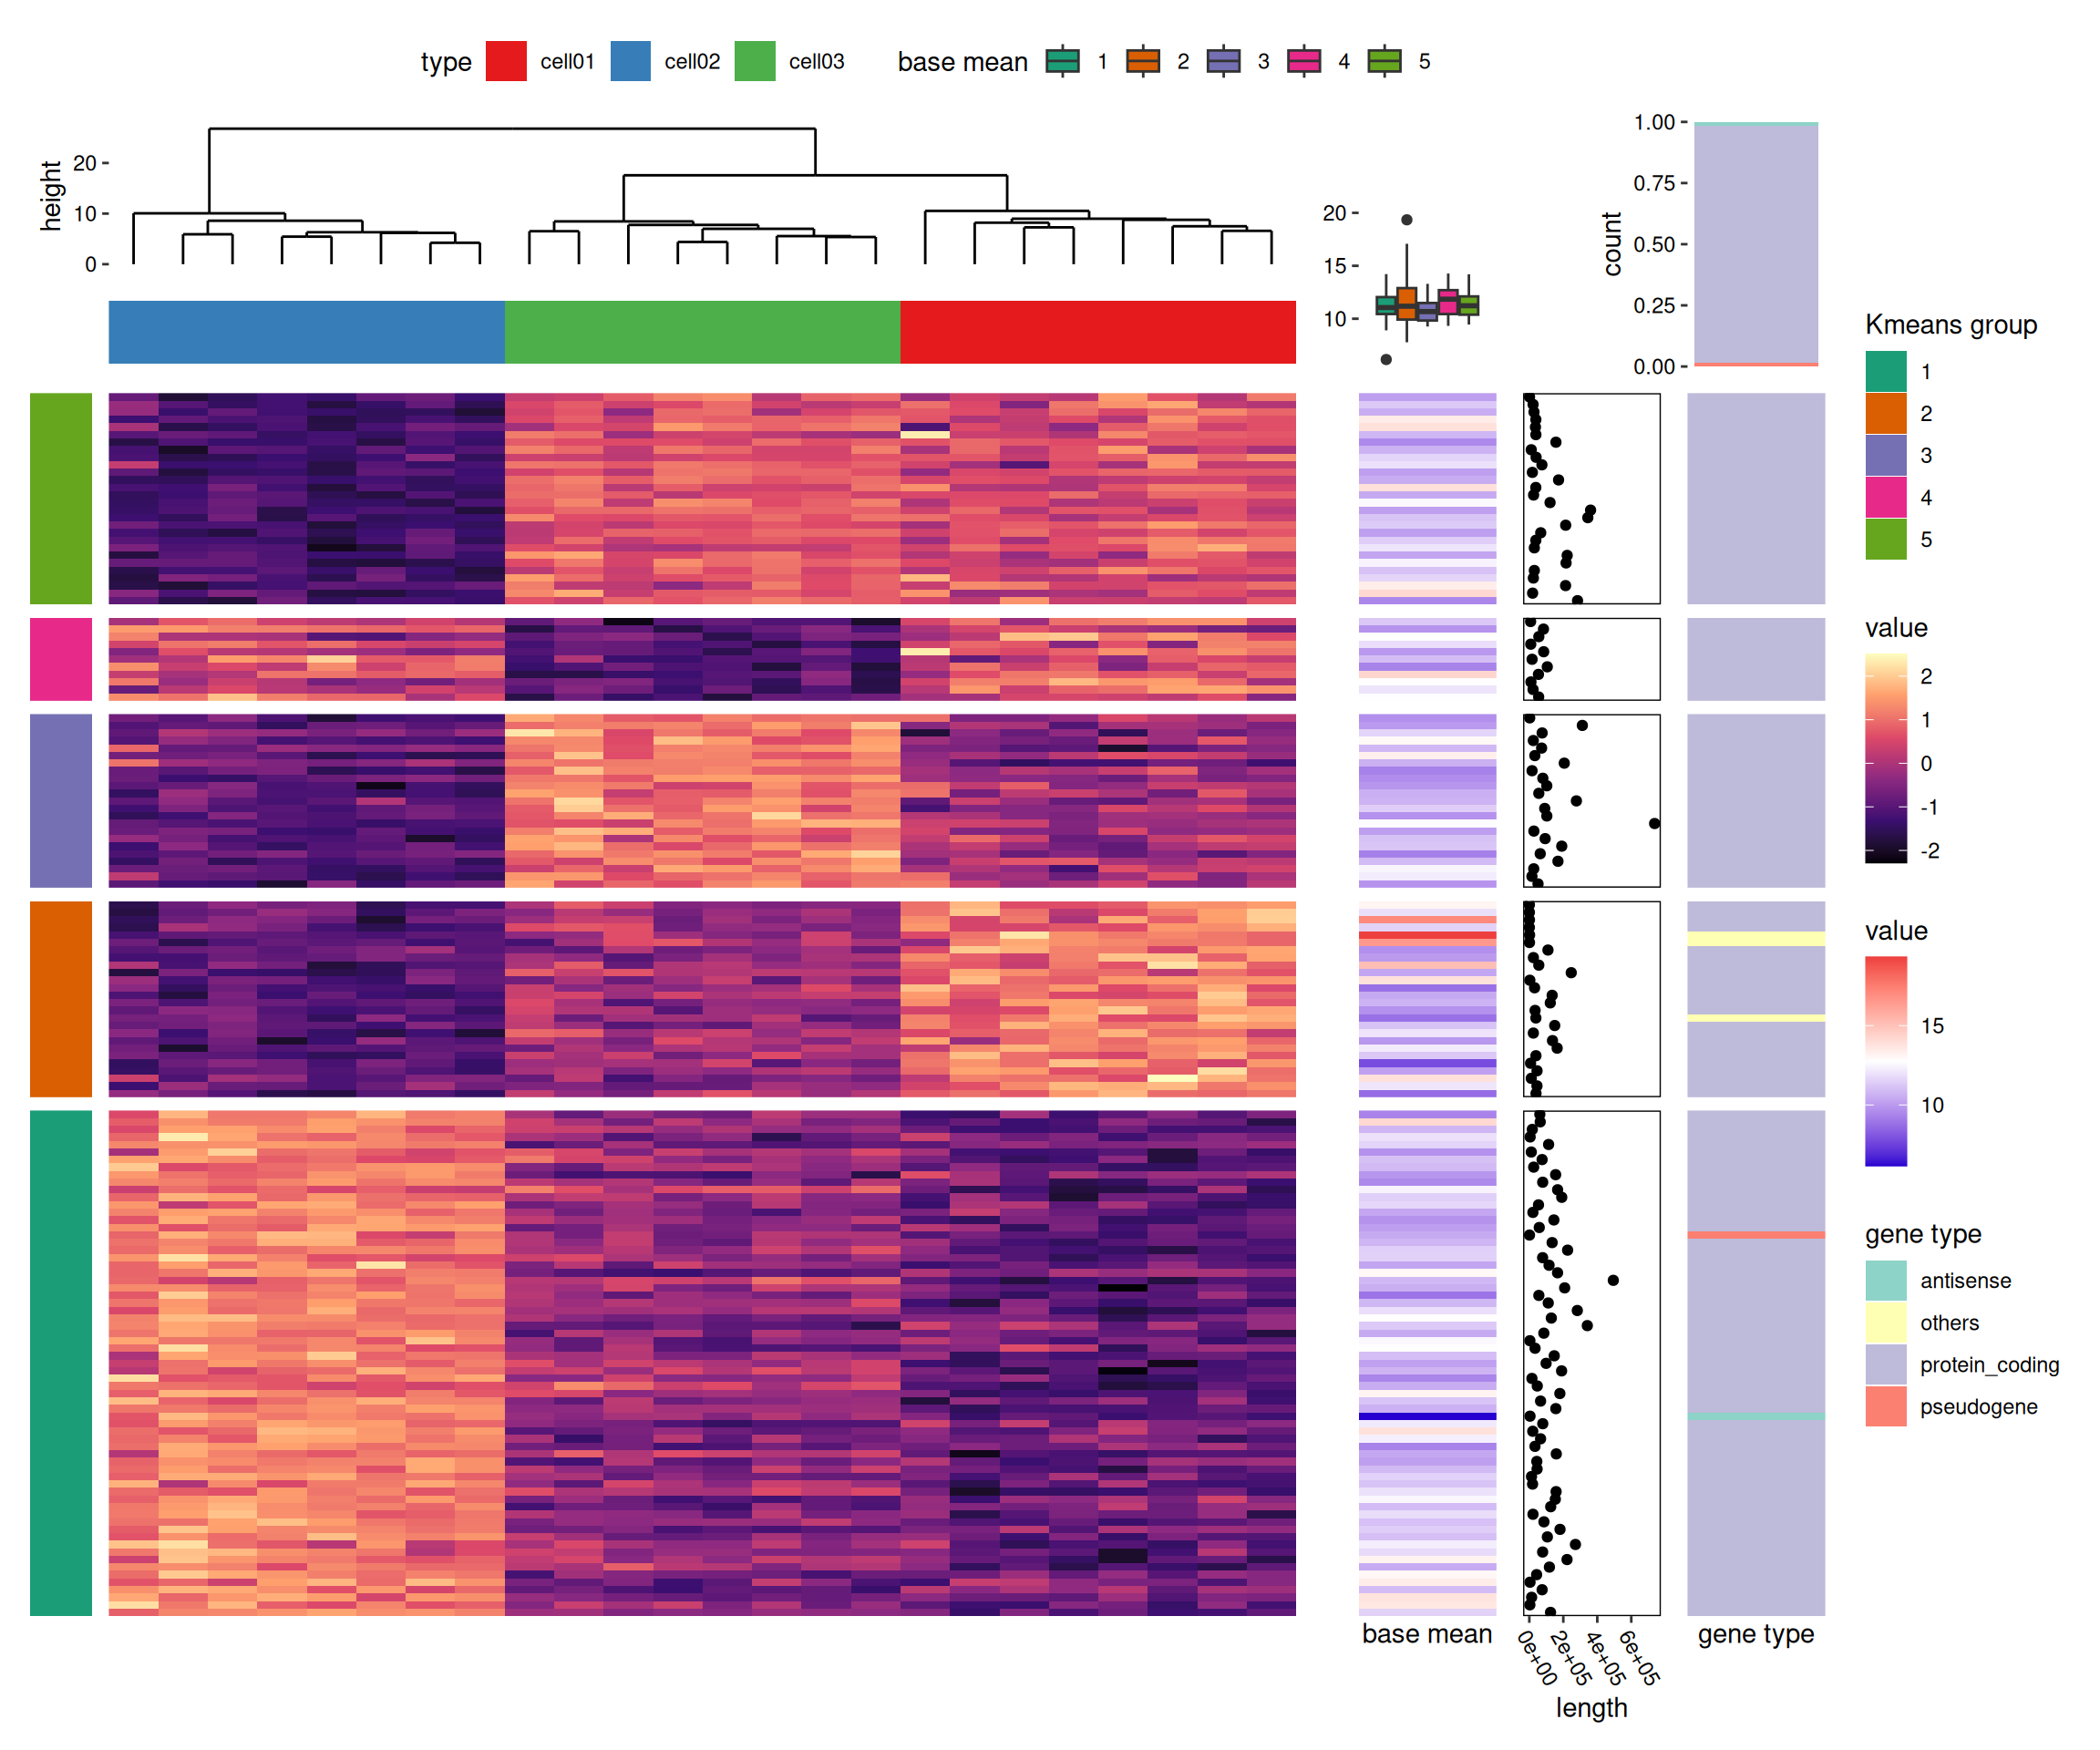 type cell01 cell02 cell03 base mean 1 2 3 4 5
height
20
10
0
20
15
10
count
1.00
0.75
0.50
0.25
0.00
Kmeans group
1
2
3
4
5
value
2
1
0
-1
-2
value
15
10
gene type
antisense
others
protein_coding
pseudogene
base mean
0e+00
2e+05
4e+05
6e+05
length
gene type